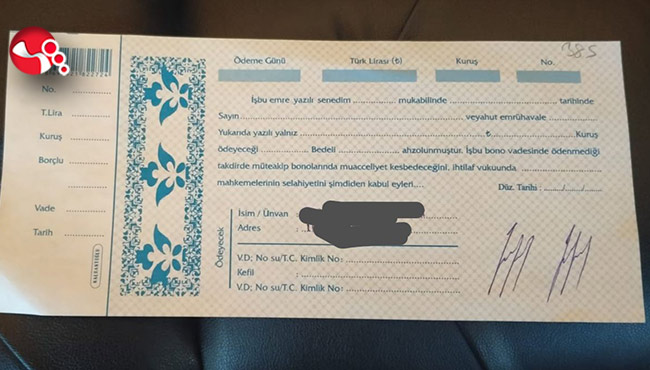 385
Ödeme Günü Türk Lirası (₺) Kuruş No.
No. ............
T.Lira ............
Kuruş ............
Borçlu ............
Vade ............
Tarih ............
İşbu emre yazılı senedim ............ mukabilinde ............ tarihinde
Sayın ............ veyahut emrühavale ............
Yukarıda yazılı yalnız ............ ₺ ............ Kuruş
ödeyeceği ............ Bedeli ............ ahzolunmuştur. İşbu bono vadesinde ödenmediği
takdirde müteakip bonolarında muacceliyet kesbedeceğini, ihtilaf vukuunda ............
mahkemelerinin selahiyetini şimdiden kabul eyleri.... Düz. Tarihi : ....../....../......
Ödeyecek
İsim / Ünvan :
Adres :
V.D; No su/T.C. Kimlik No: ............
Kefil : ............
V.D; No su/T.C. Kimlik No: ............